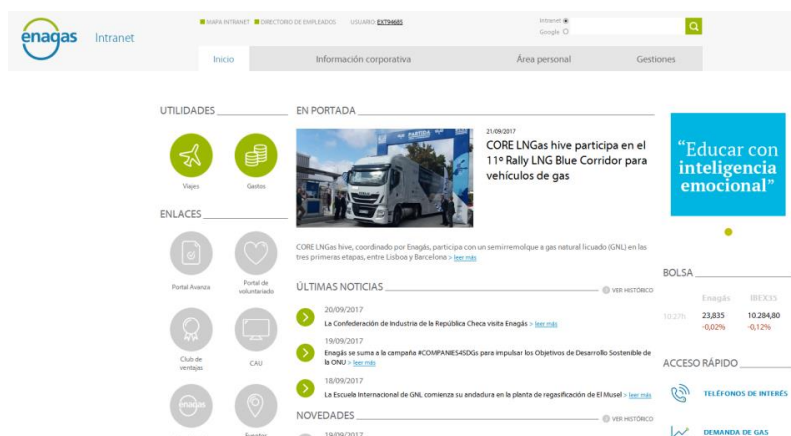 enagas
Intranet
MAPA INTRANET
DIRECTORIO DE EMPLEADOS
USUARIO: EXT94685
Intranet
Google
Inicio
Información corporativa
Área personal
Gestiones
UTILIDADES
Viajes
Gastos
ENLACES
Portal Avanza
Portal de
voluntariado
Club de
ventajas
CAU
enagas
Eventos
EN PORTADA
PARTIDA
21/09/2017
CORE LNGas hive participa en el
11º Rally LNG Blue Corridor para
vehículos de gas
CORE LNGas hive, coordinado por Enagás, participa con un semirremolque a gas natural licuado (GNL) en las
tres primeras etapas, entre Lisboa y Barcelona > leer más
ÚLTIMAS NOTICIAS
VER HISTÓRICO
20/09/2017
La Confederación de Industria de la República Checa visita Enagás > leer más
19/09/2017
Enagás se suma a la campaña #COMPANIES4SDGs para impulsar los Objetivos de Desarrollo Sostenible de
la ONU > leer más
18/09/2017
La Escuela Internacional de GNL comienza su andadura en la planta de regasificación de El Musel > leer más
NOVEDADES
VER HISTÓRICO
19/09/2017
“Educar con
inteligencia
emocional”
BOLSA
Enagás IBEX35
10:27h 23,835 10.284,80
-0,02% -0,12%
ACCESO RÁPIDO
TELÉFONOS DE INTERÉS
DEMANDA DE GAS